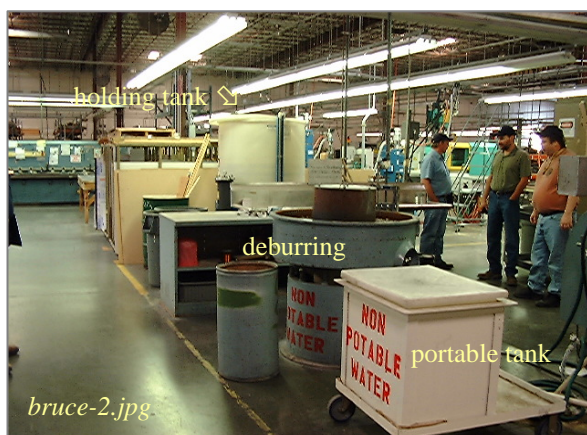 holding tank
deburring
NON
POTABLE
WATER
NON
POTABLE
WATER
portable tank
bruce-2.jpg